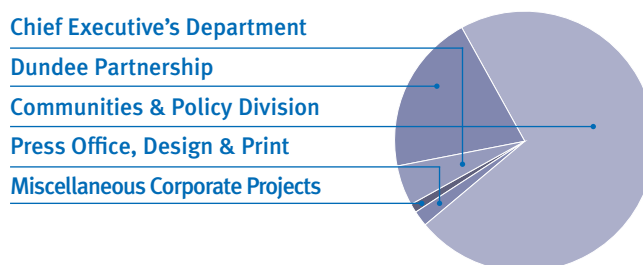 Chief Executive’s Department
Dundee Partnership
Communities & Policy Division
Press Office, Design & Print
Miscellaneous Corporate Projects